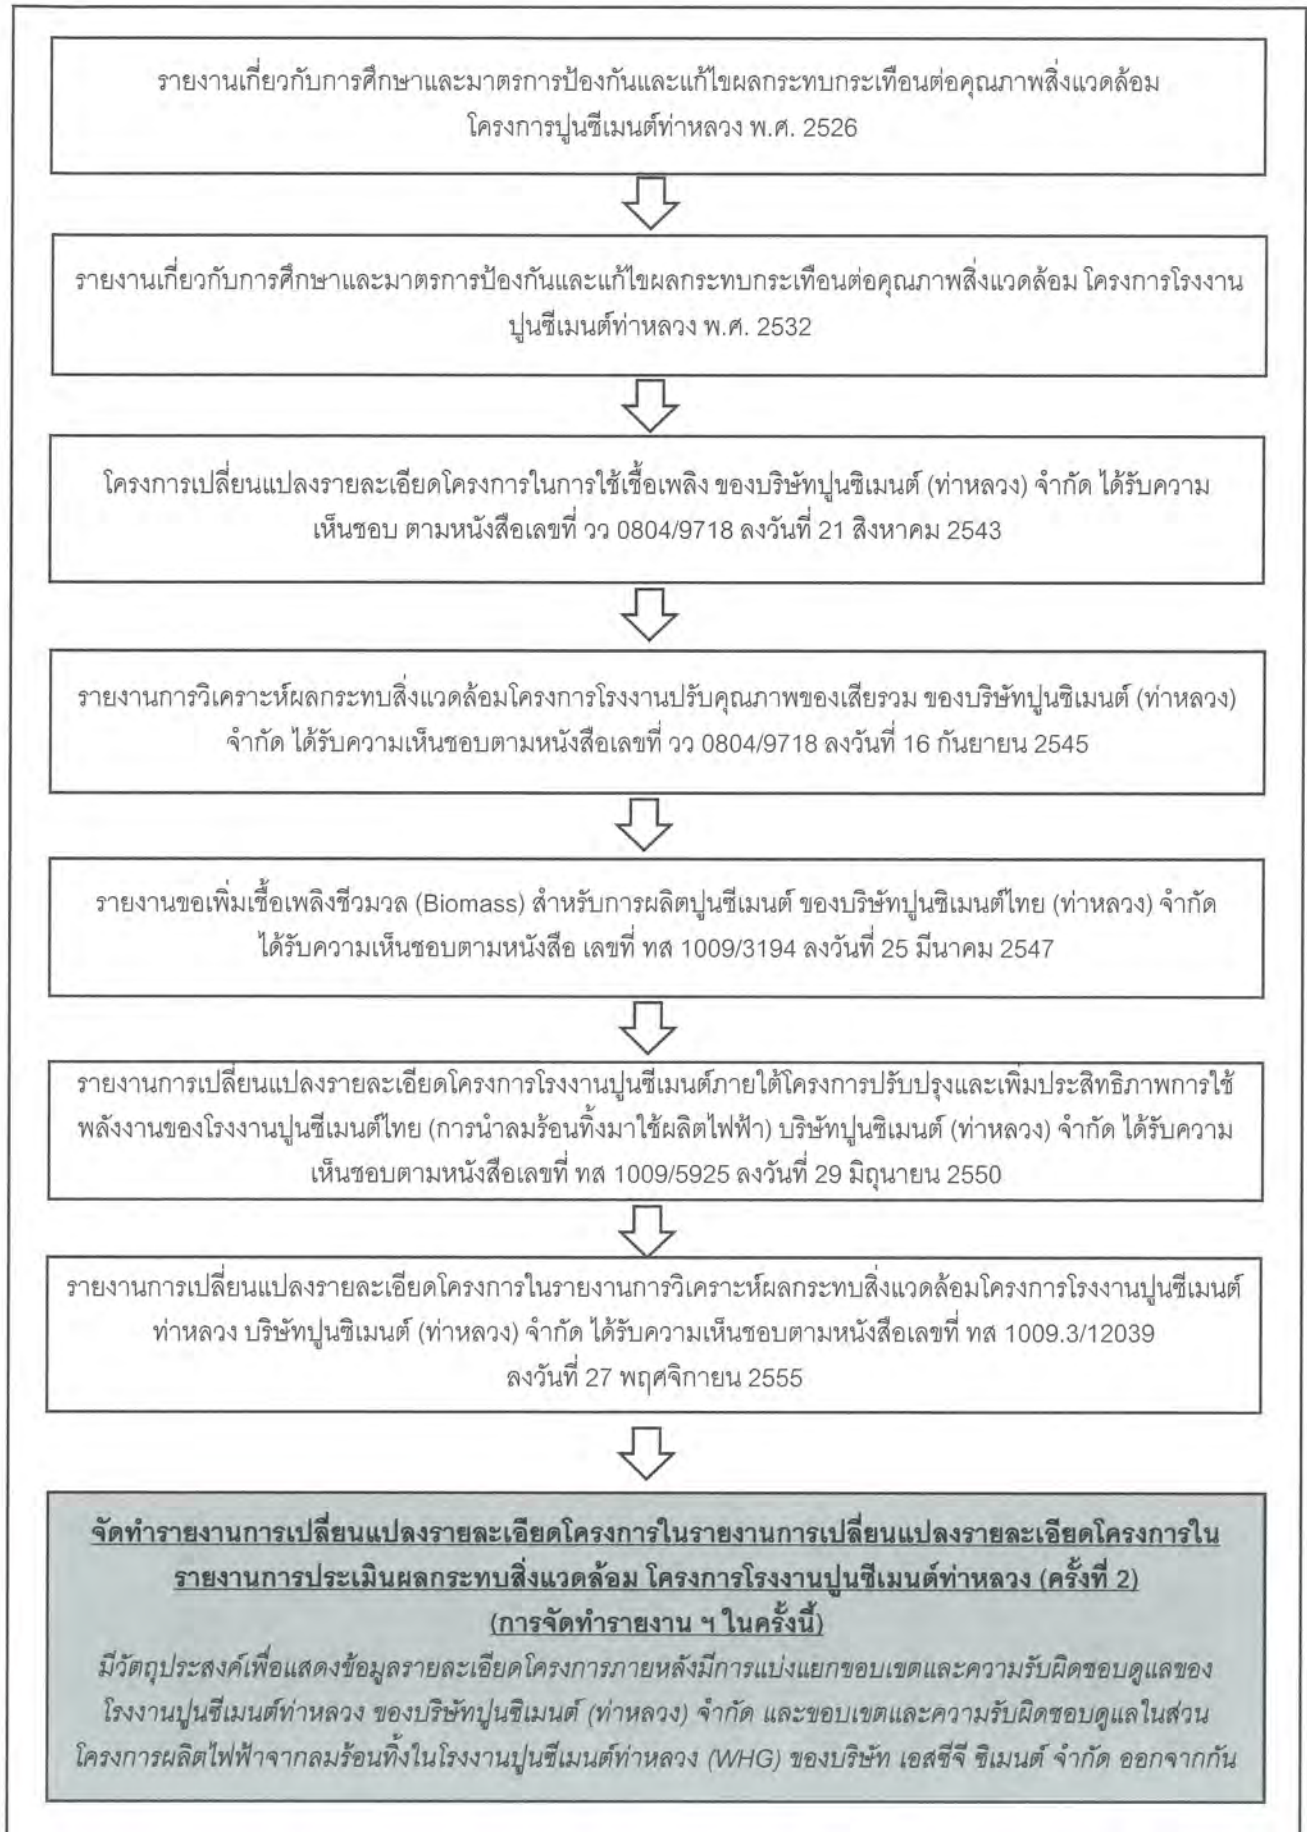 รายงานเกี่ยวกับการศึกษาและมาตรการป้องกันและแก้ไขผลกระทบกระเทือนต่อคุณภาพสิ่งแวดล้อม
โครงการปูนซีเมนต์ท่าหลวง พ.ศ. 2526
รายงานเกี่ยวกับการศึกษาและมาตรการป้องกันและแก้ไขผลกระทบกระเทือนต่อคุณภาพสิ่งแวดล้อม โครงการโรงงาน
ปูนซีเมนต์ท่าหลวง พ.ศ. 2532
โครงการเปลี่ยนแปลงรายละเอียดโครงการในการใช้เชื้อเพลิง ของบริษัทปูนซิเมนต์ (ท่าหลวง) จำกัด ได้รับความ
เห็นชอบ ตามหนังสือเลขที่ วว 0804/9718 ลงวันที่ 21 สิงหาคม 2543
รายงานการวิเคราะห์ผลกระทบสิ่งแวดล้อมโครงการโรงงานปรับคุณภาพของเสียรวม ของบริษัทปูนซิเมนต์ (ท่าหลวง)
จำกัด ได้รับความเห็นชอบตามหนังสือเลขที่ วว 0804/9718 ลงวันที่ 16 กันยายน 2545
รายงานขอเพิ่มเชื้อเพลิงชีวมวล (Biomass) สำหรับการผลิตปูนซีเมนต์ ของบริษัทปูนซิเมนต์ไทย (ท่าหลวง) จำกัด
ได้รับความเห็นชอบตามหนังสือ เลขที่ ทส 1009/3194 ลงวันที่ 25 มีนาคม 2547
รายงานการเปลี่ยนแปลงรายละเอียดโครงการโรงงานปูนซีเมนต์ภายใต้โครงการปรับปรุงและเพิ่มประสิทธิภาพการใช้
พลังงานของโรงงานปูนซีเมนต์ไทย (การนำลมร้อนทิ้งมาใช้ผลิตไฟฟ้า) บริษัทปูนซิเมนต์ (ท่าหลวง) จำกัด ได้รับความ
เห็นชอบตามหนังสือเลขที่ ทส 1009/5925 ลงวันที่ 29 มิถุนายน 2550
รายงานการเปลี่ยนแปลงรายละเอียดโครงการในรายงานการวิเคราะห์ผลกระทบสิ่งแวดล้อมโครงการโรงงานปูนซีเมนต์
ท่าหลวง บริษัทปูนซิเมนต์ (ท่าหลวง) จำกัด ได้รับความเห็นชอบตามหนังสือเลขที่ ทส 1009.3/12039
ลงวันที่ 27 พฤศจิกายน 2555
จัดทำรายงานการเปลี่ยนแปลงรายละเอียดโครงการในรายงานการเปลี่ยนแปลงรายละเอียดโครงการใน
รายงานการประเมินผลกระทบสิ่งแวดล้อม โครงการโรงงานปูนซีเมนต์ท่าหลวง (ครั้งที่ 2)
(การจัดทำรายงาน ฯ ในครั้งนี้)
มีวัตถุประสงค์เพื่อแสดงข้อมูลรายละเอียดโครงการภายหลังมีการแบ่งแยกขอบเขตและความรับผิดชอบดูแลของ
โรงงานปูนซีเมนต์ท่าหลวง ของบริษัทปูนซิเมนต์ (ท่าหลวง) จำกัด และขอบเขตและความรับผิดชอบดูแลในส่วน
โครงการผลิตไฟฟ้าจากลมร้อนทิ้งในโรงงานปูนซีเมนต์ท่าหลวง (WHG) ของบริษัท เอสซีจี ซิเมนต์ จำกัด ออกจากกัน